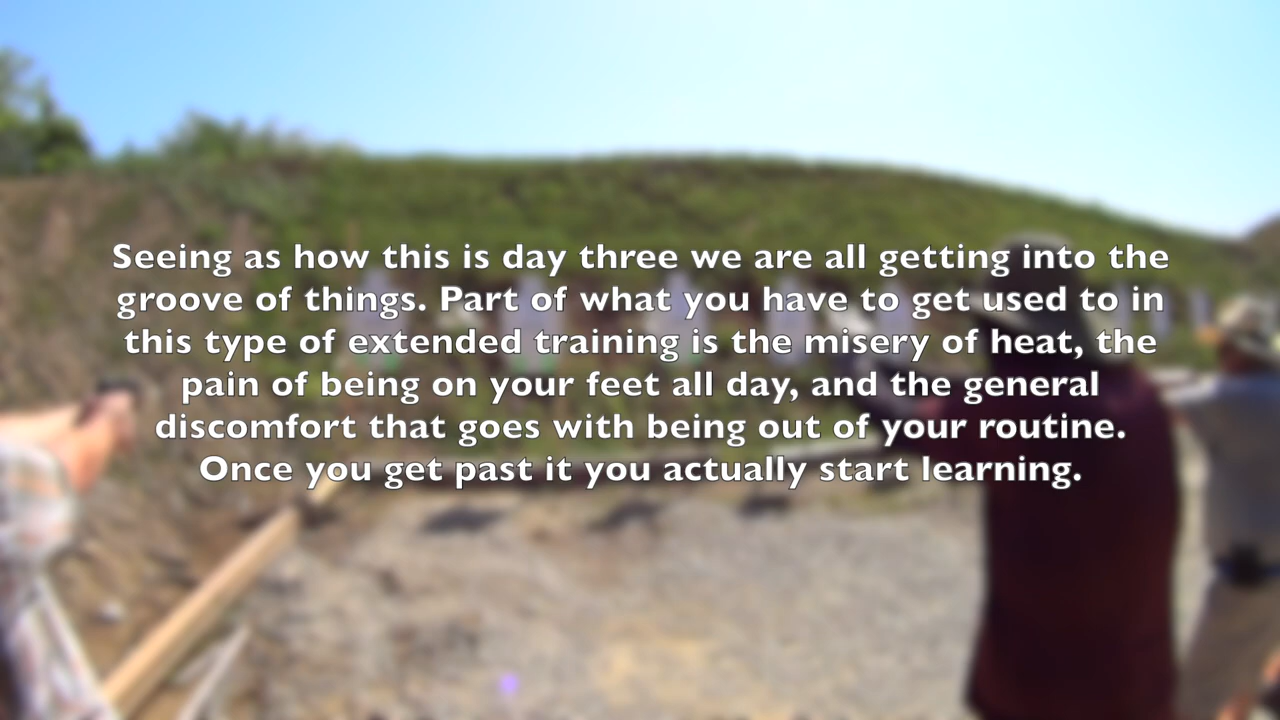 Seeing as how this is day three we are all getting into the
groove of things. Part of what you have to get used to in
this type of extended training is the misery of heat, the
pain of being on your feet all day, and the general
discomfort that goes with being out of your routine.
Once you get past it you actually start learning.